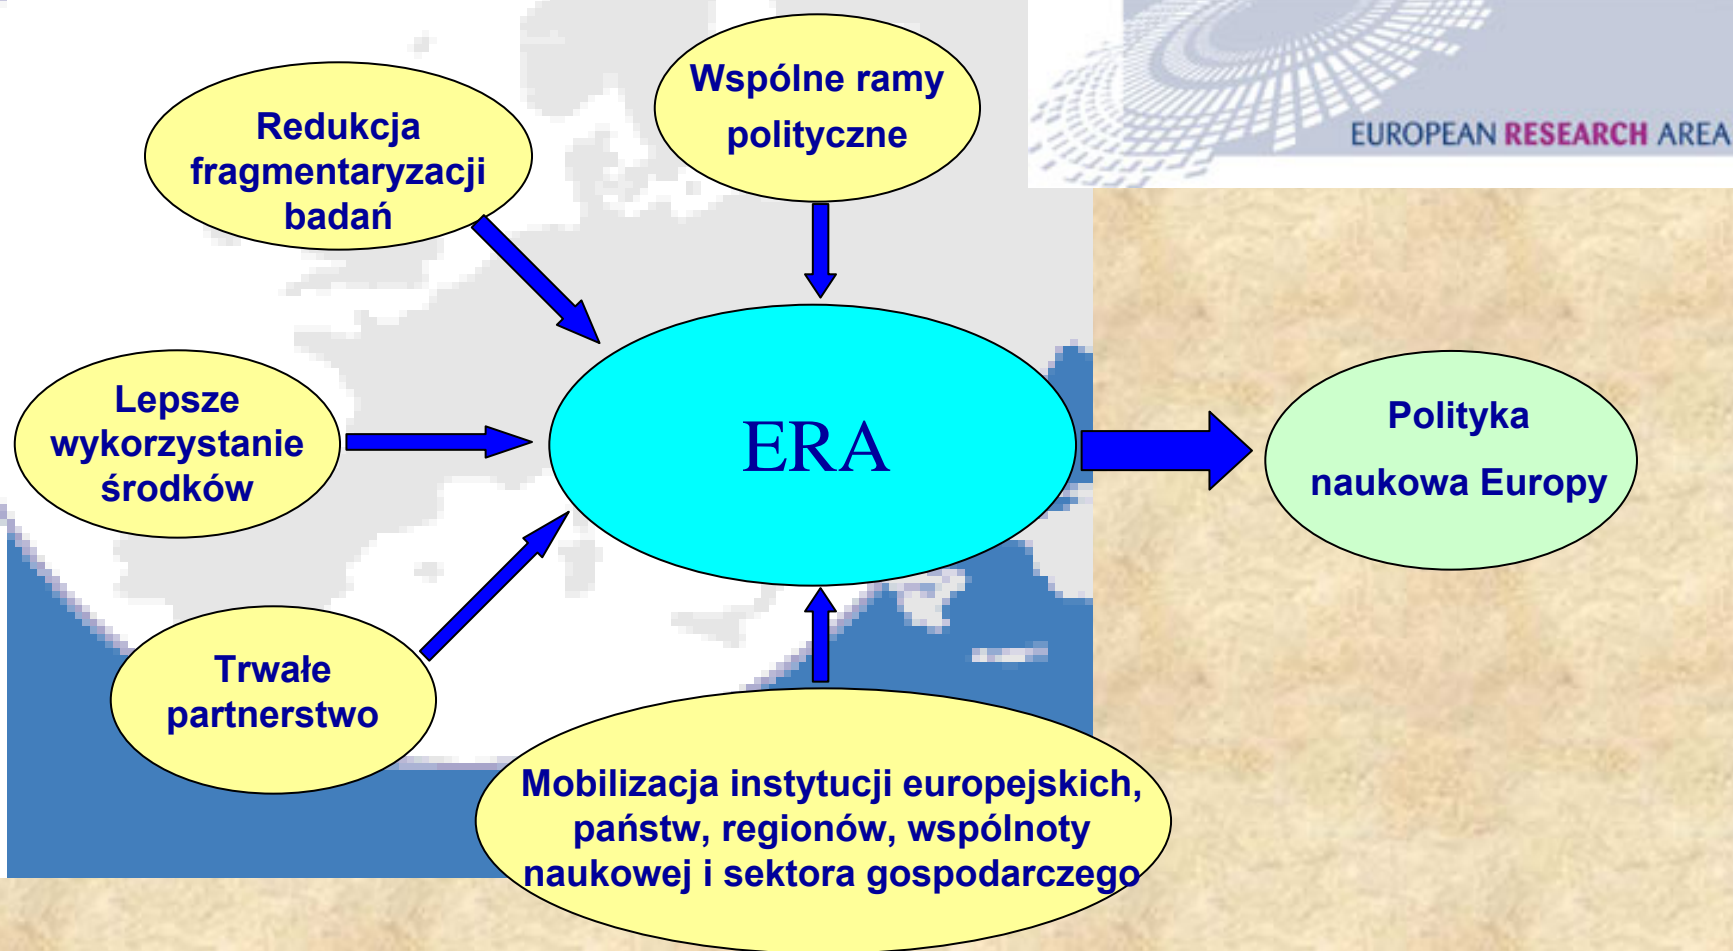 Wspólne ramy
polityczne
EUROPEAN RESEARCH AREA
Redukcja
fragmentaryzacji
badań
Lepsze
wykorzystanie
środków
ERA
Polityka
naukowa Europy
Trwałe
partnerstwo
Mobilizacja instytucji europejskich,
państw, regionów, wspólnoty
naukowej i sektora gospodarczego